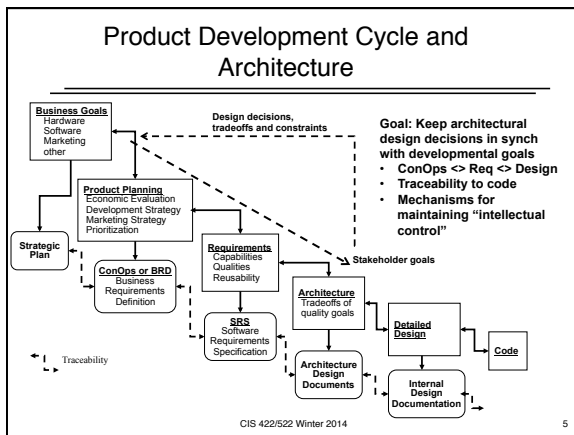 Product Development Cycle and
Architecture
Business Goals
Hardware
Software
Marketing
other
Design decisions,
tradeoffs and constraints
Goal: Keep architectural
design decisions in synch
with developmental goals
• ConOps <> Req <> Design
• Traceability to code
• Mechanisms for
maintaining “intellectual
control”
Product Planning
Economic Evaluation
Development Strategy
Marketing Strategy
Prioritization
Strategic
Plan
Requirements
Capabilities
Qualities
Reusability
Stakeholder goals
ConOps or BRD
Business
Requirements
Definition
Architecture
Tradeoffs of
quality goals
SRS
Software
Requirements
Specification
Detailed
Design
Code
Traceability
Architecture
Design
Documents
Internal
Design
Documentation
CIS 422/522 Winter 2014
5